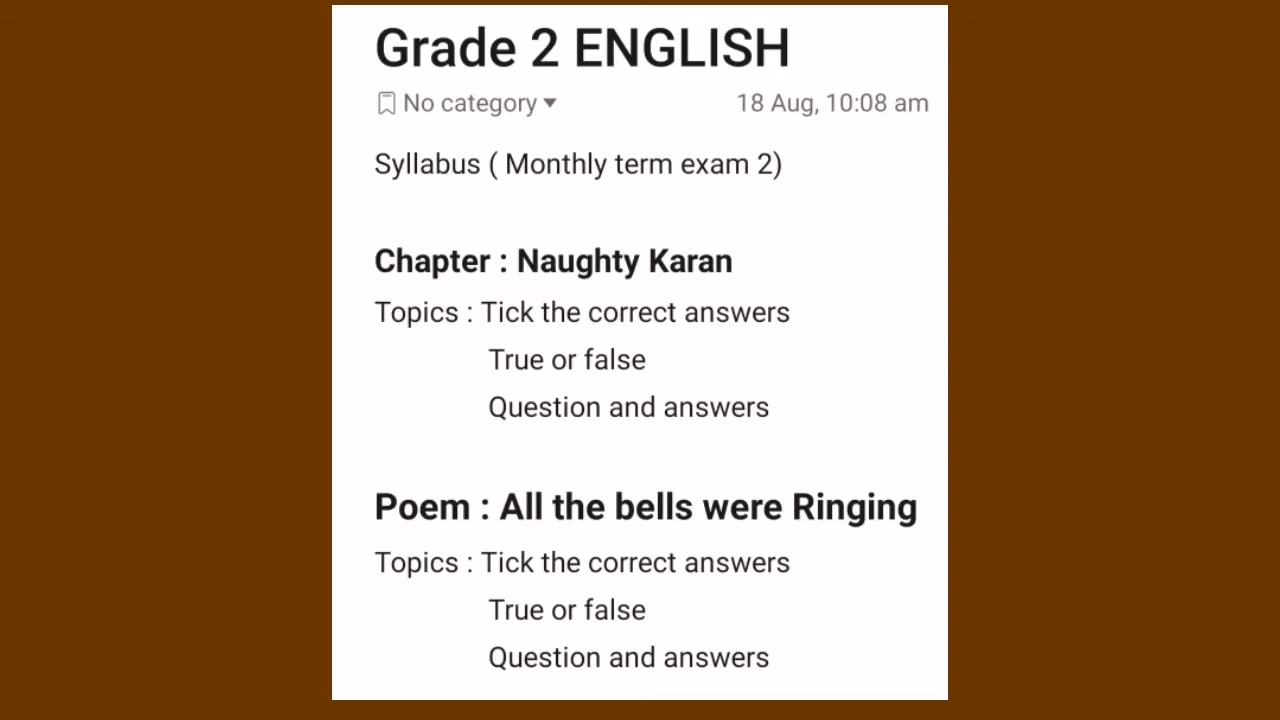 Grade 2 ENGLISH
No category 18 Aug, 10:08 am
Syllabus ( Monthly term exam 2)
Chapter : Naughty Karan
Topics : Tick the correct answers
True or false
Question and answers
Poem : All the bells were Ringing
Topics : Tick the correct answers
True or false
Question and answers